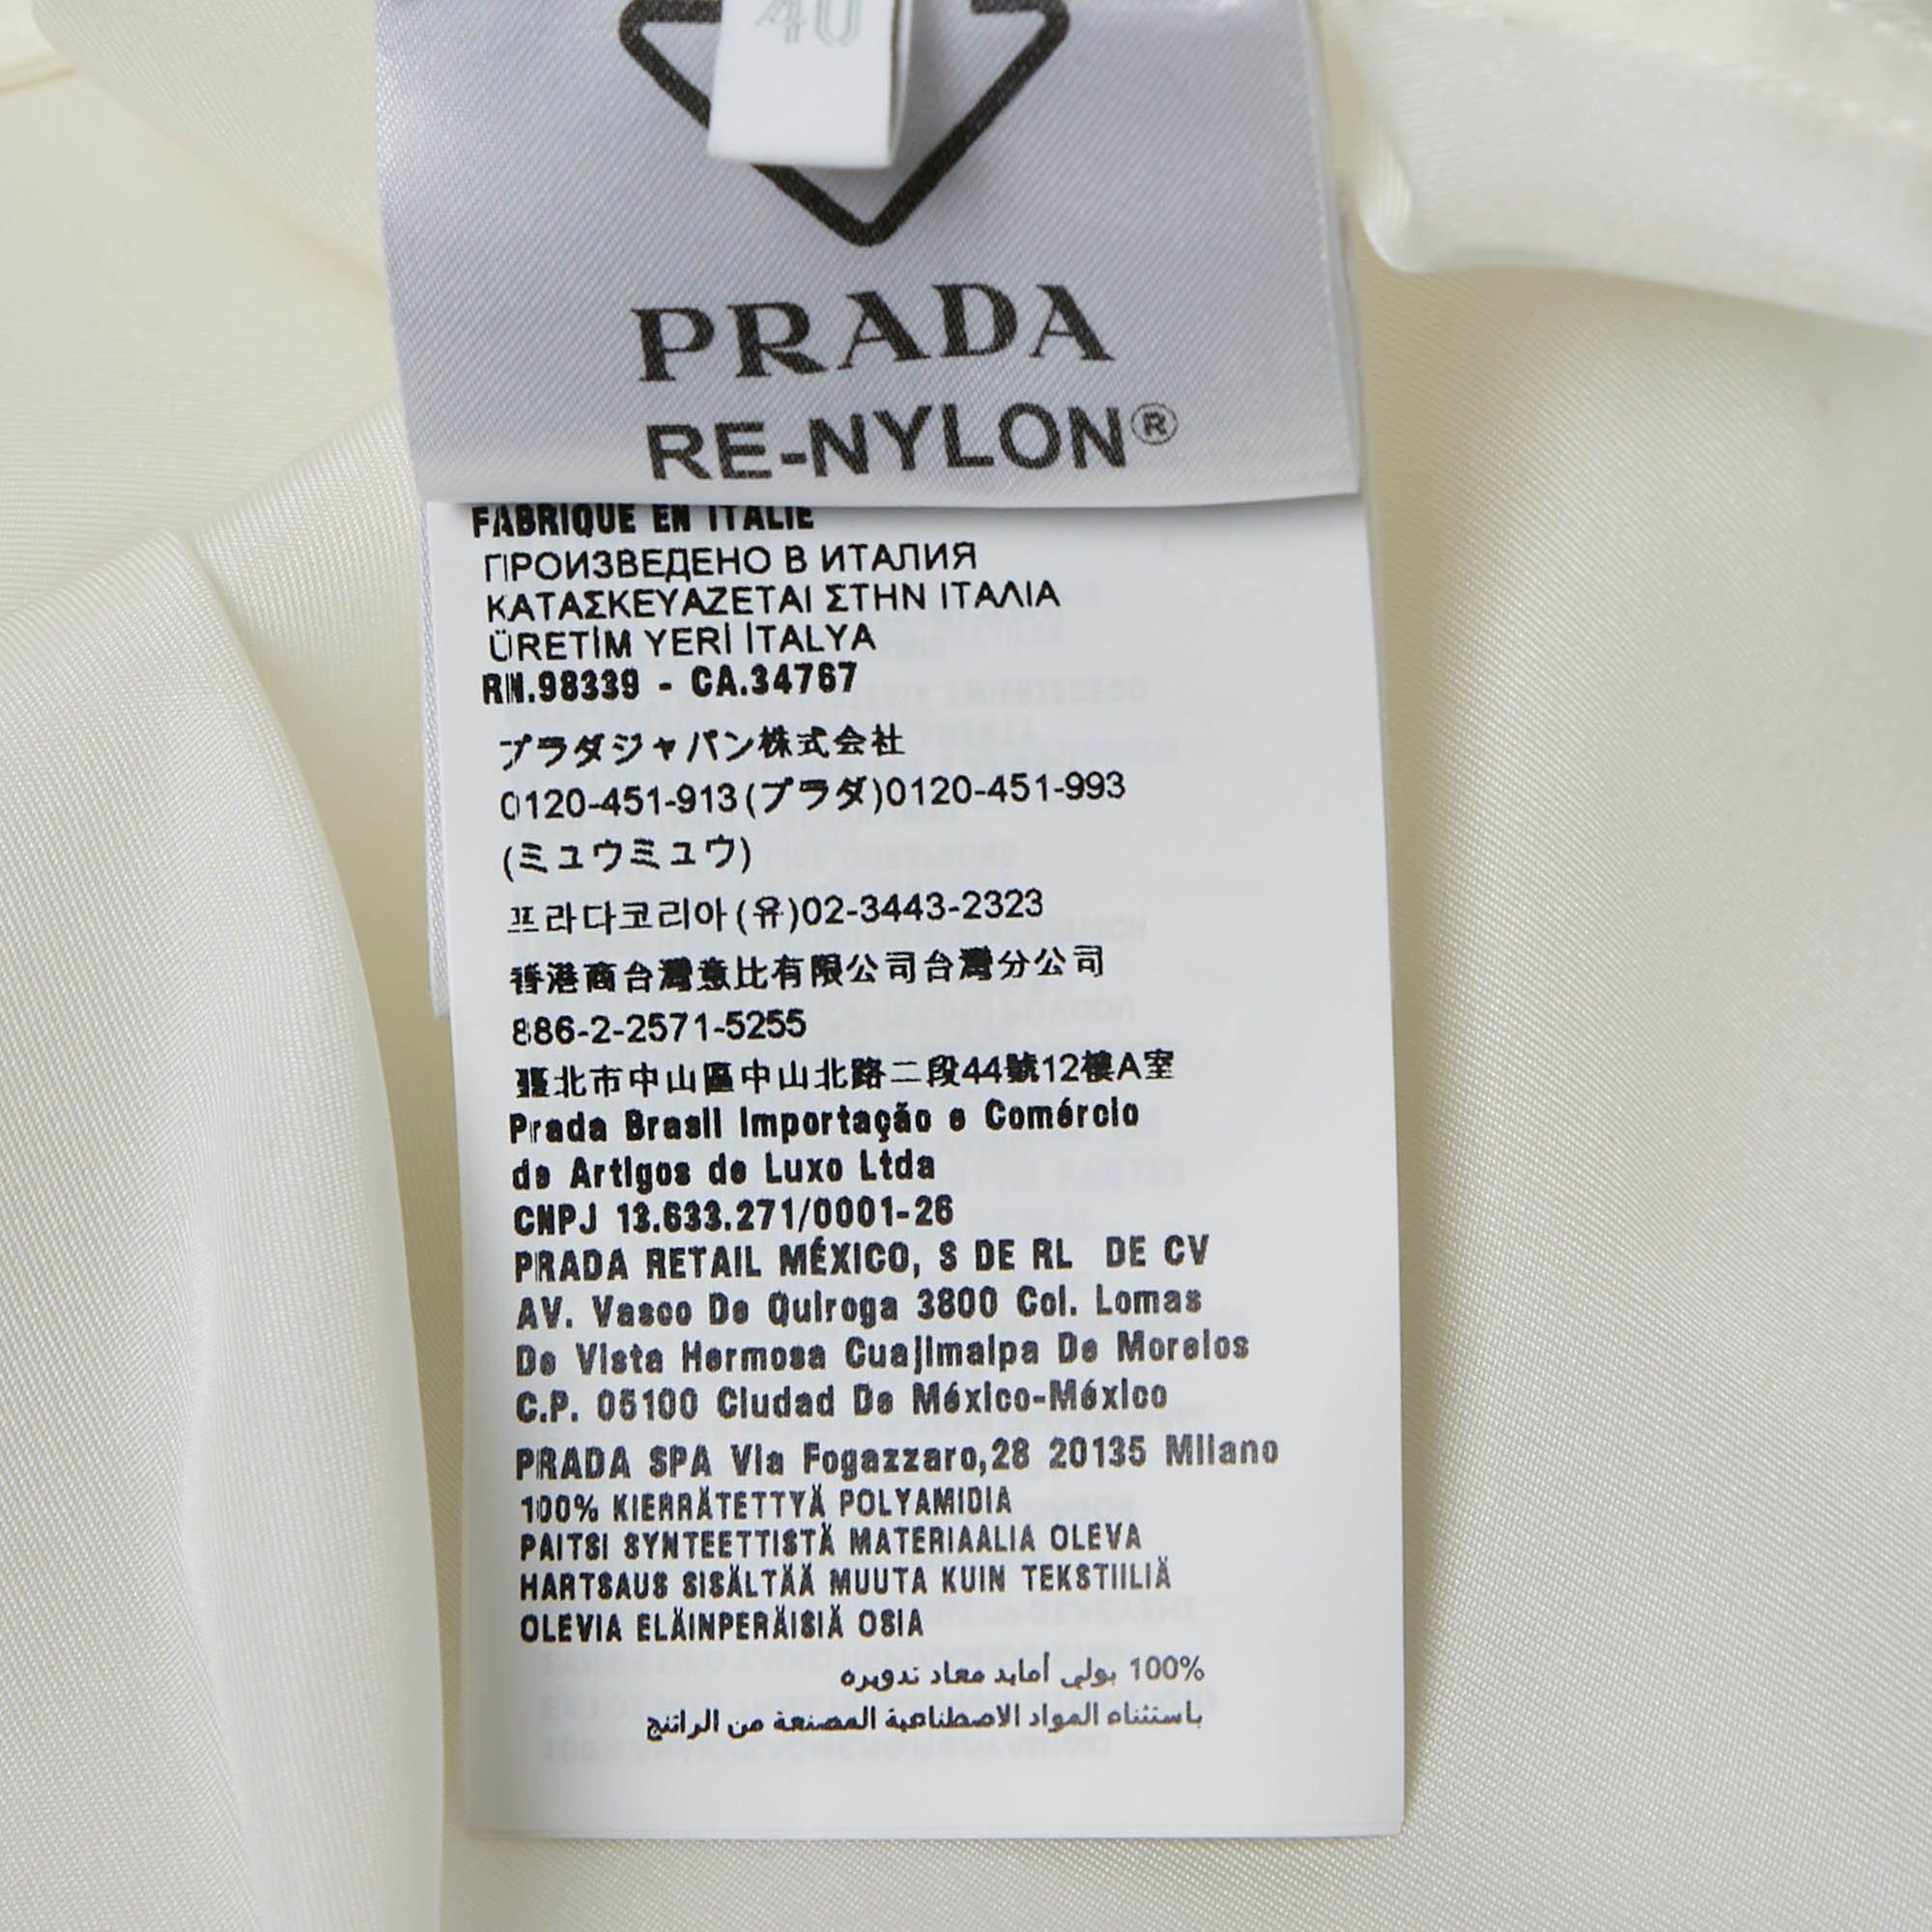 40
PRADA
RE-NYLON®
FABRIQUÉ EN ITALIE
ПРОИЗВЕДЕНО В ИТАЛИЯ
ΚΑΤΑΣΚΕΥΑΖΕΤΑΙ ΣΤΗΝ ΙΤΑΛΙΑ
ÜRETİM YERİ İTALYA
RN.98339 - CA.34767
プラダジャパン株式会社
0120-451-913(プラダ)0120-451-993
(ミュウミュウ)
프라다코리아(유)02-3443-2323
香港商台灣意比有限公司台灣分公司
886-2-2571-5255
臺北市中山區中山北路二段44號12樓A室
Prada Brasil Importação e Comércio
de Artigos de Luxo Ltda
CNPJ 13.633.271/0001-26
PRADA RETAIL MÉXICO, S DE RL DE CV
AV. Vasco De Quiroga 3800 Col. Lomas
De Vista Hermosa Cuajimalpa De Morelos
C.P. 05100 Ciudad De México-México
PRADA SPA Via Fogazzaro,28 20135 Milano
100% KIERRÄTETTYÄ POLYAMIDIA
PAITSI SYNTEETTISTÄ MATERIAALIA OLEVA
HARTSAUS SISÄLTÄÄ MUUTA KUIN TEKSTIILIÄ
OLEVIA ELÄINPERÄISIÄ OSIA
100% بولي أمايد معاد تدويره
باستثناء المواد الاصطناعية المصنعة من الراتنج